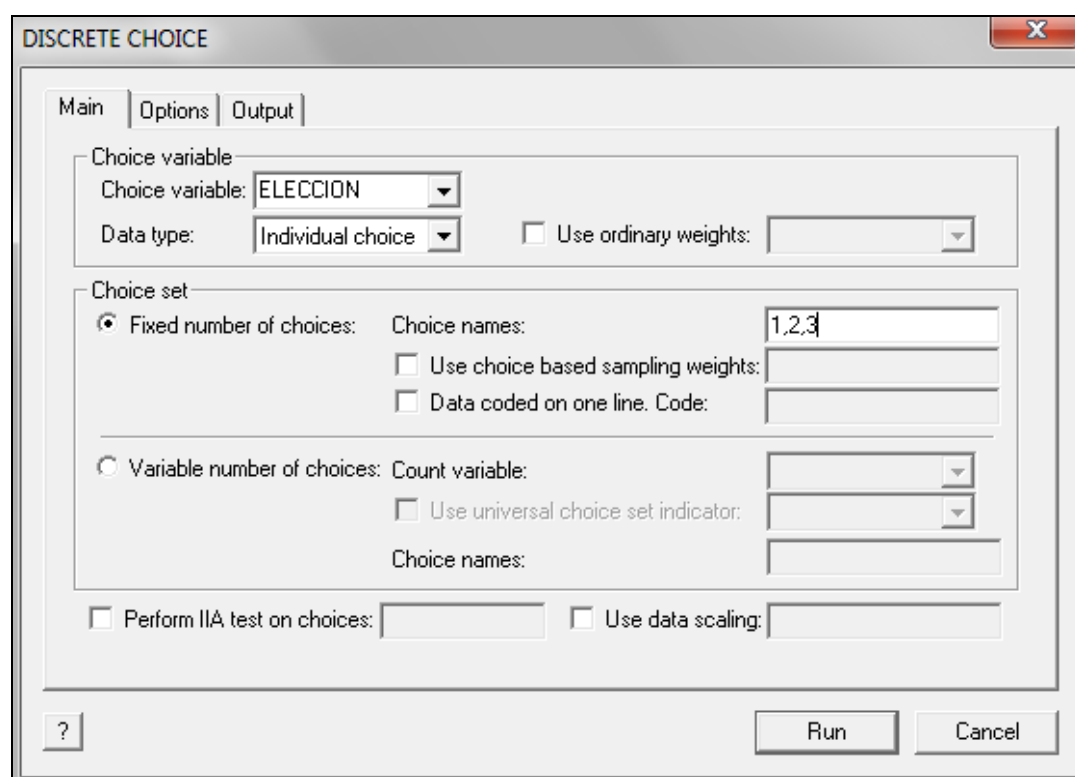 DISCRETE CHOICE
X
Main Options Output
Choice variable
Choice variable: ELECCION
Data type: Individual choice Use ordinary weights:
Choice set
Fixed number of choices: Choice names: 1,2,3
Use choice based sampling weights:
Data coded on one line. Code:
Variable number of choices: Count variable:
Use universal choice set indicator:
Choice names:
Perform IIA test on choices: Use data scaling:
? Run Cancel